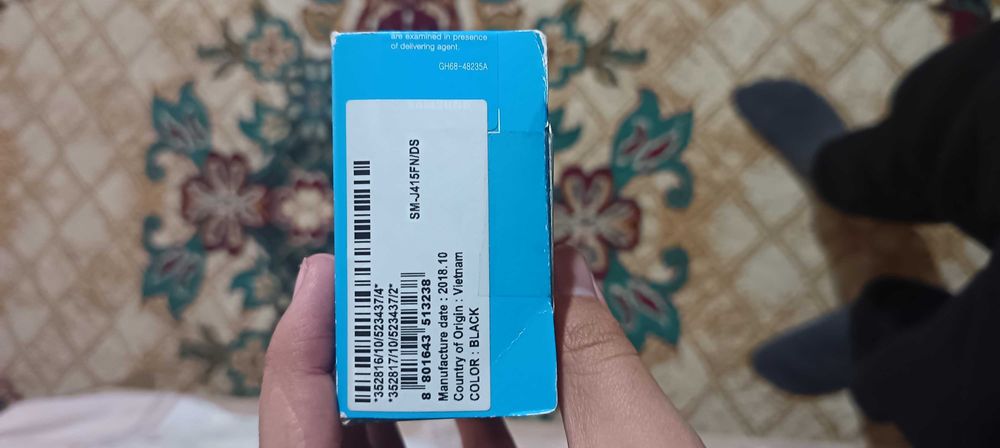 are examined in presence
of delivering agent.
GH68-48235A
SAMSUNG
SM-J415FN/DS
*352816/10/523437/4*
*352817/10/523437/2*
8 801643 513238
Manufacture date : 2018.10
Country of Origin : Vietnam
COLOR : BLACK